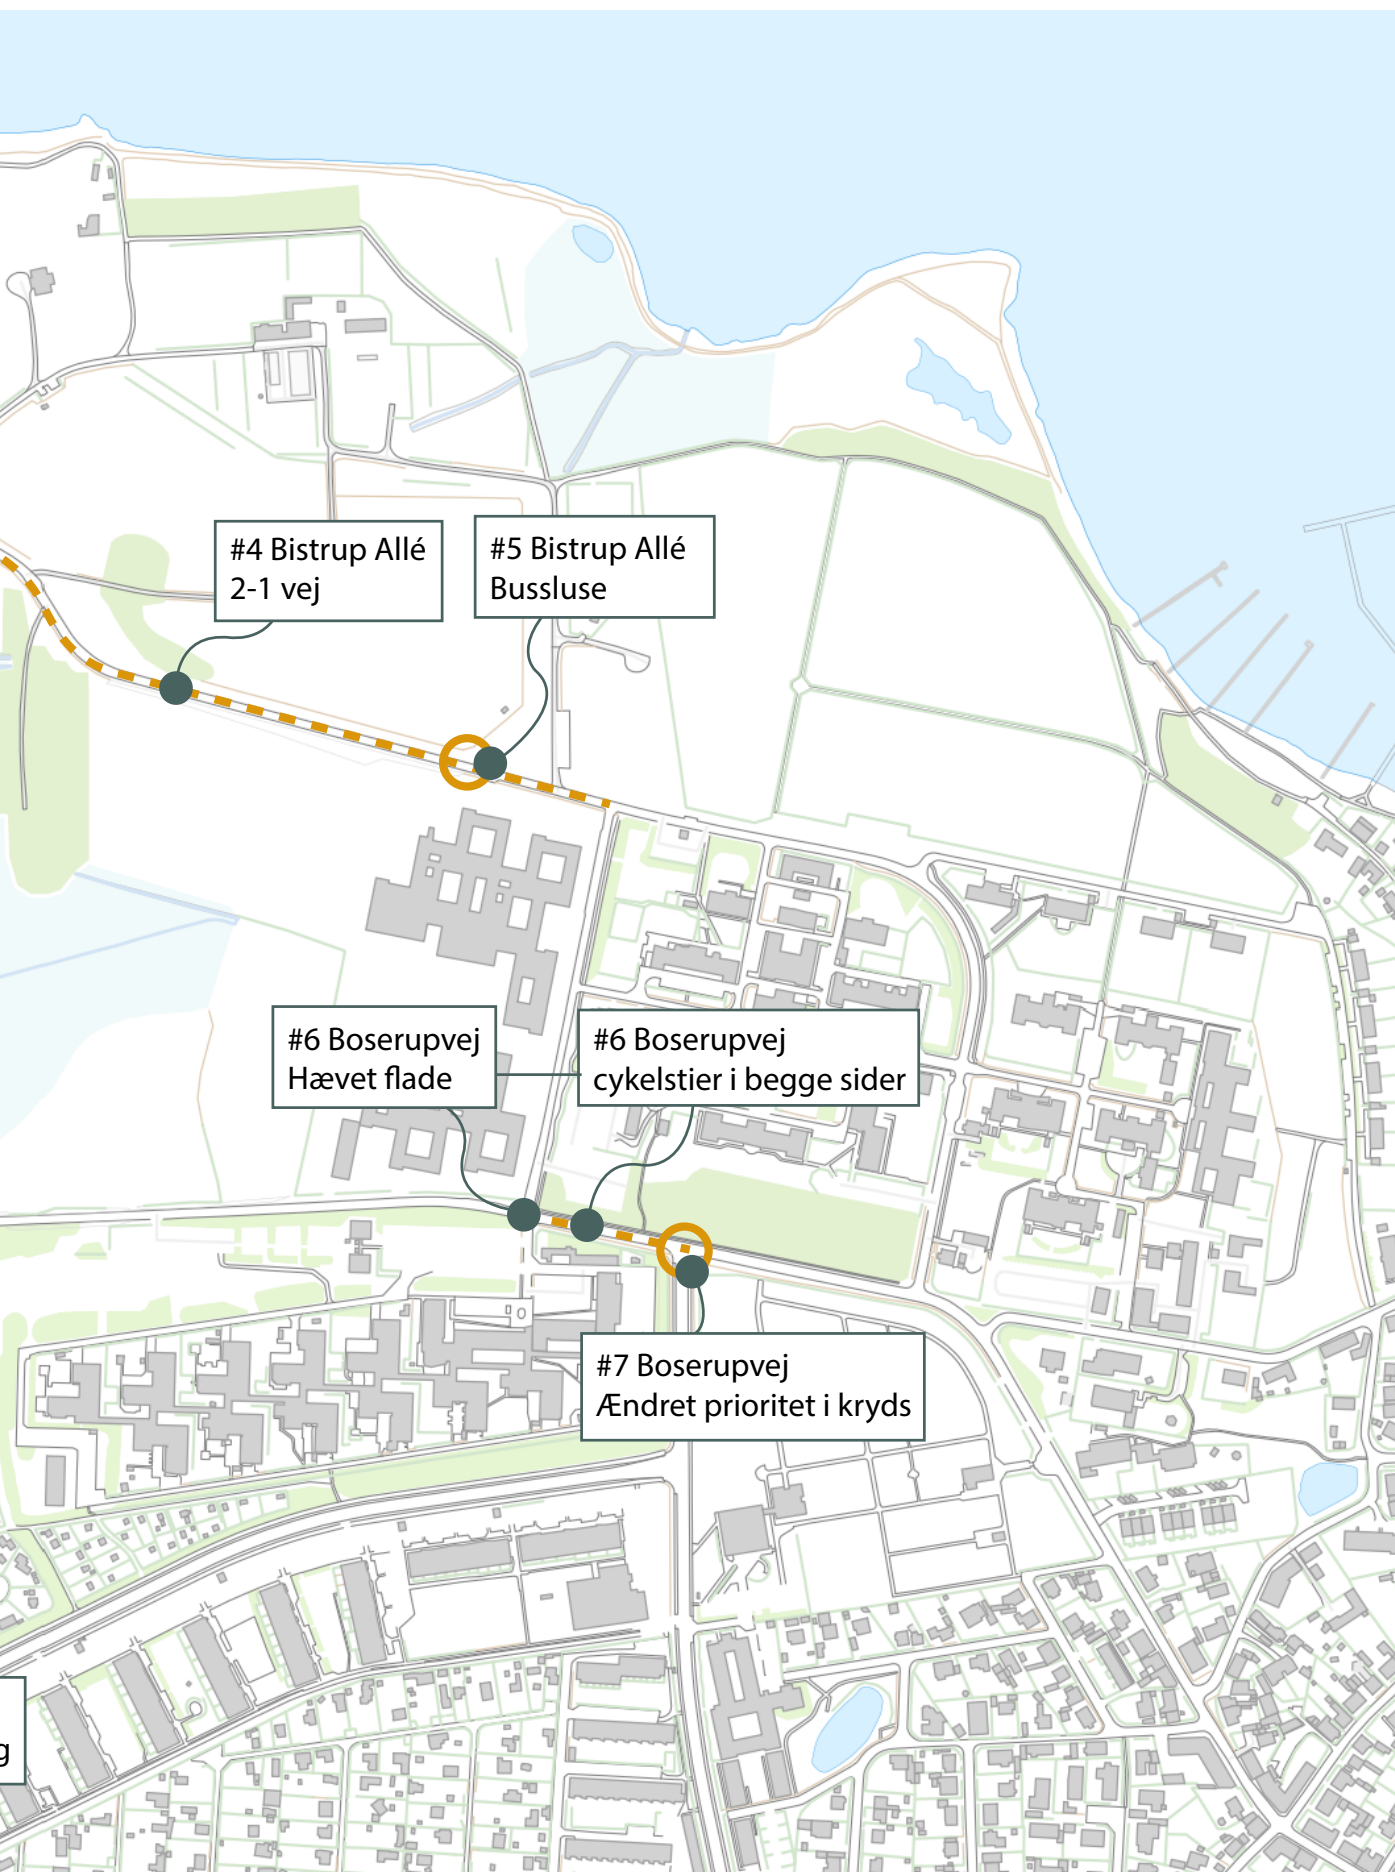 #4 Bistrup Allé
2-1 vej
#5 Bistrup Allé
Bussluse
#6 Boserupvej
Hævet flade
#6 Boserupvej
cykelstier i begge sider
#7 Boserupvej
Ændret prioritet i kryds
g